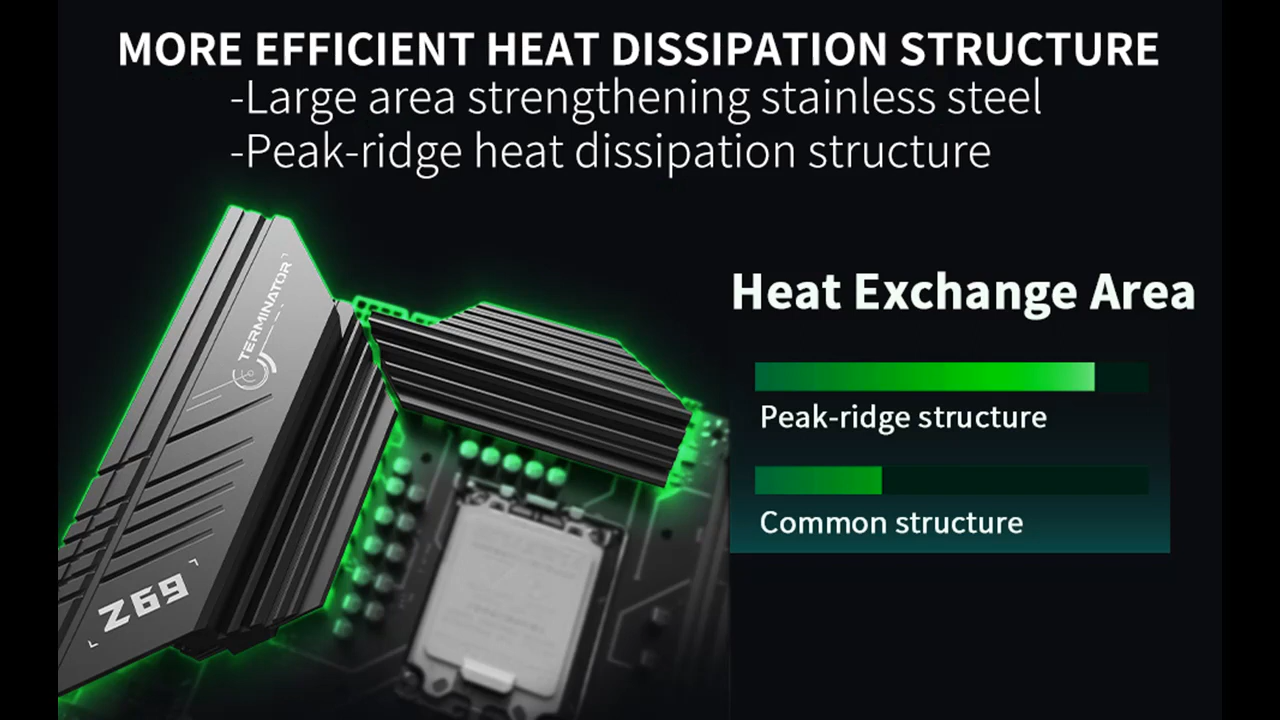 MORE EFFICIENT HEAT DISSIPATION STRUCTURE
-Large area strengthening stainless steel
-Peak-ridge heat dissipation structure
TERMINATOR
Z69
Heat Exchange Area
Peak-ridge structure
Common structure